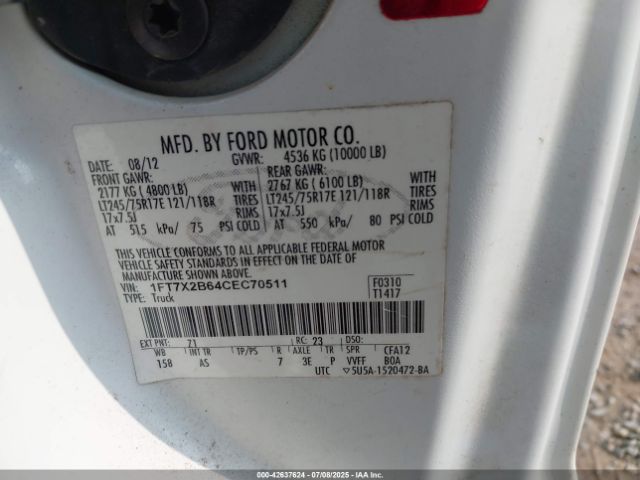 MFD. BY FORD MOTOR CO.
DATE: 08/12 GVWR: 4536 KG (10000 LB)
FRONT GAWR: REAR GAWR:
2177 KG ( 4800 LB) WITH 2767 KG ( 6100 LB) WITH
LT245/75R17E 121/118R TIRES LT245/75R17E 121/118R TIRES
17x7.5J RIMS 17x7.5J RIMS
AT 515 kPa/ 75 PSI COLD AT 550 kPa/ 80 PSI COLD
THIS VEHICLE CONFORMS TO ALL APPLICABLE FEDERAL MOTOR
VEHICLE SAFETY STANDARDS IN EFFECT ON THE DATE OF
MANUFACTURE SHOWN ABOVE.
VIN: 1FT7X2B64CEC70511 F0310
TYPE: Truck T1417
EXT PNT: Z1 RC: 23 DSO:
WB INT TR TP/PS R AXLE TR SPR CFA12
158 AS 7 3E P VVFF BOA
UTC ▽5U5A-1520472-BA
000-42637624 - 07/08/2025 - IAAI.COM